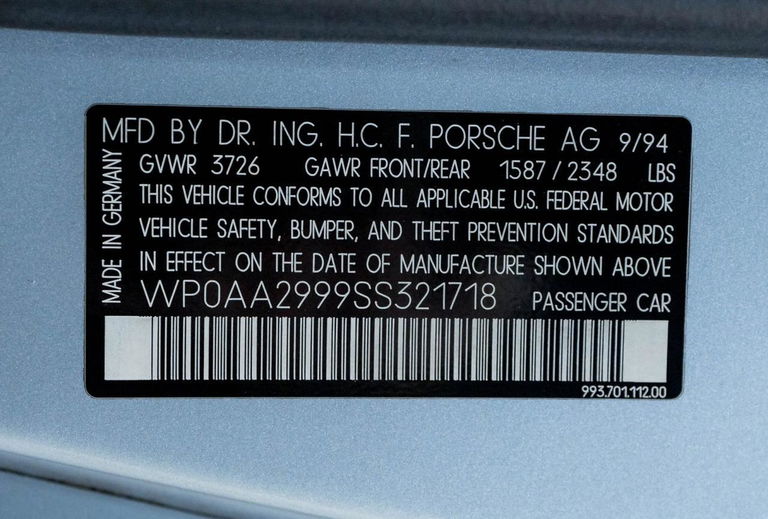 MFD BY DR. ING. H.C. F. PORSCHE AG 9/94
GVWR 3726 GAWR FRONT/REAR 1587 / 2348 LBS
THIS VEHICLE CONFORMS TO ALL APPLICABLE U.S. FEDERAL MOTOR
VEHICLE SAFETY, BUMPER, AND THEFT PREVENTION STANDARDS
IN EFFECT ON THE DATE OF MANUFACTURE SHOWN ABOVE
WP0AA2999SS321718 PASSENGER CAR
MADE IN GERMANY
993.701.112.00